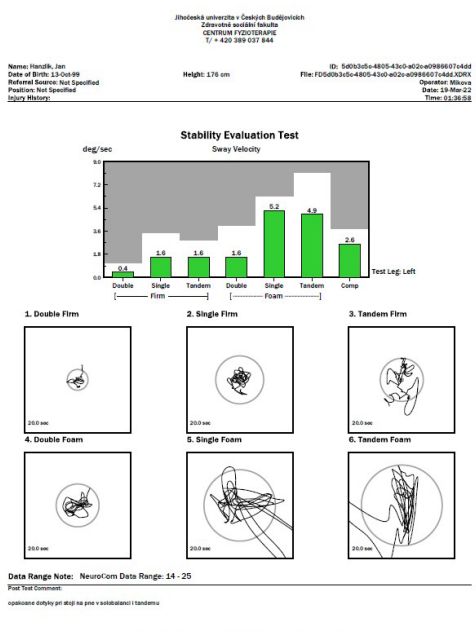 Jihočeská univerzita v Českých Budějovicích
Zdravotně sociální fakulta
CENTRUM FYZIOTERAPIE
T/ + 420 389 037 844
Name: Hanzlik, Jan
ID: 5d0b3c5c-4805-43c0-a02c-a0986607c4dd
Date of Birth: 13-Oct-99
Height: 176 cm
File: FD5d0b3c5c-4805-43c0-a02c-a0986607c4dd.XDRX
Referral Source: Not Specified
Operator: Mikova
Position: Not Specified
Date: 19-Mar-22
Injury History:
Time: 01:36:58
Stability Evaluation Test
deg/sec
Sway Velocity
9.0
7.2
5.4
3.6
1.8
0.0
0.4
1.6
1.6
1.6
5.2
4.9
2.6
Test Leg: Left
Double Single Tandem Double Single Tandem Comp
[ Firm ] [ Foam ]
1. Double Firm
2. Single Firm
3. Tandem Firm
20.0 sec
20.0 sec
20.0 sec
4. Double Foam
5. Single Foam
6. Tandem Foam
20.0 sec
20.0 sec
20.0 sec
Data Range Note: NeuroCom Data Range: 14 - 25
Post Test Comment:
opakoane dotyky pri stoji na pne v solobalanci i tandemu